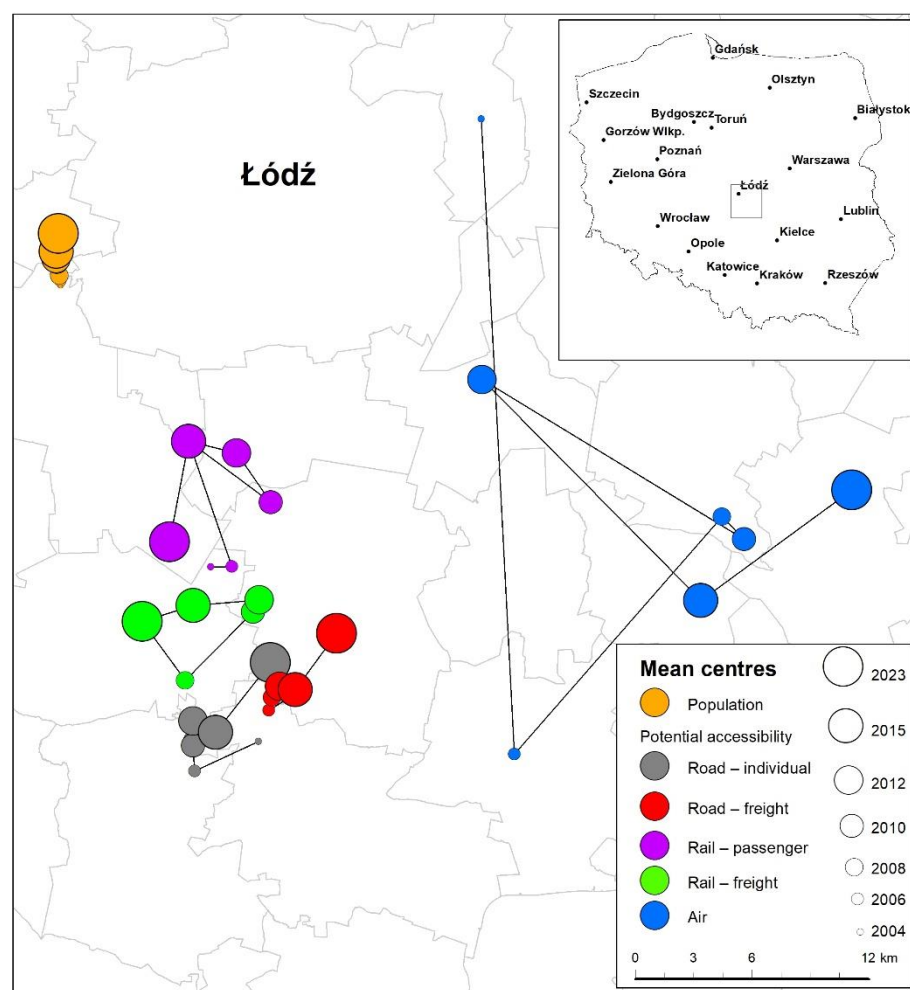 Łódź
Gdańsk
Olsztyn
Szczecin
Białystok
Bydgoszcz
Toruń
Gorzów Wlkp.
Poznań
Warszawa
Zielona Góra
Łódź
Lublin
Wrocław
Kielce
Opole
Katowice
Kraków
Rzeszów
Mean centres
Population
Potential accessibility
Road – individual
Road – freight
Rail – passenger
Rail – freight
Air
2023
2015
2012
2010
2008
2006
2004
0 3 6 12 km